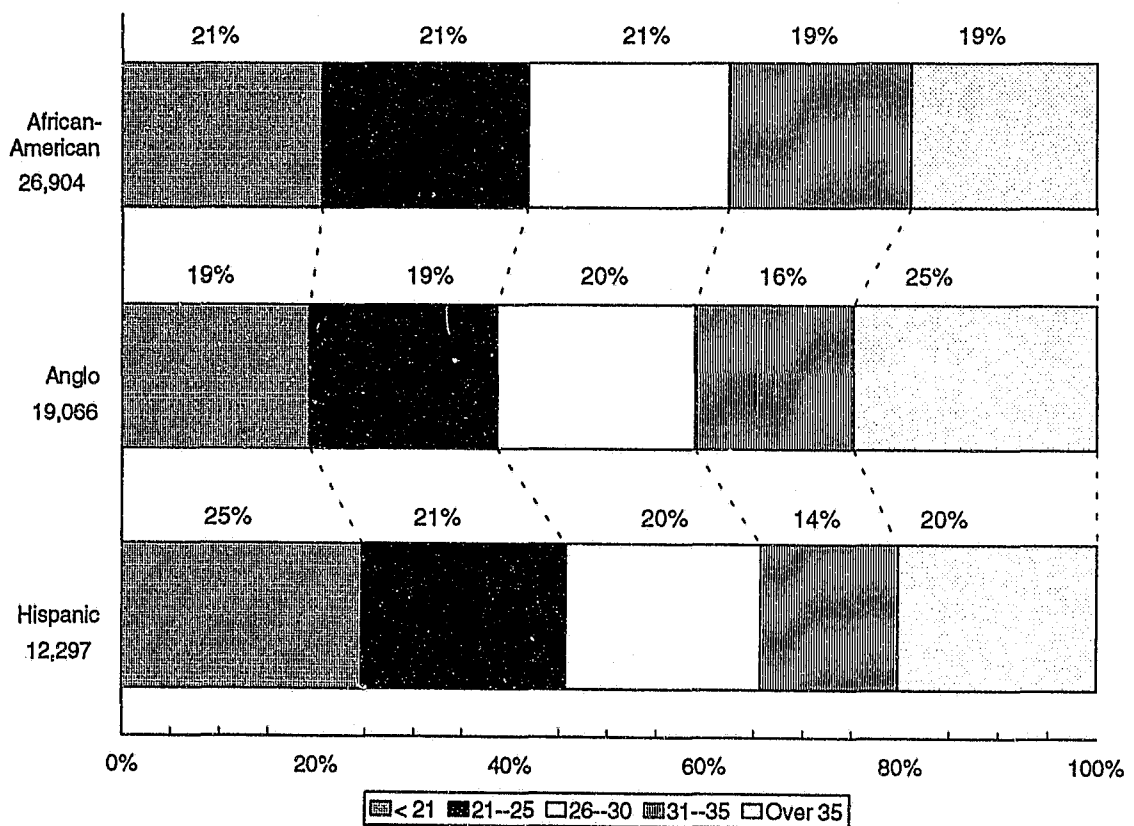 21% 21% 21% 19% 19%
African-
American
26,904
19% 19% 20% 16% 25%
Anglo
19,066
25% 21% 20% 14% 20%
Hispanic
12,297
0% 20% 40% 60% 80% 100%
< 21 21--25 26--30 31--35 Over 35